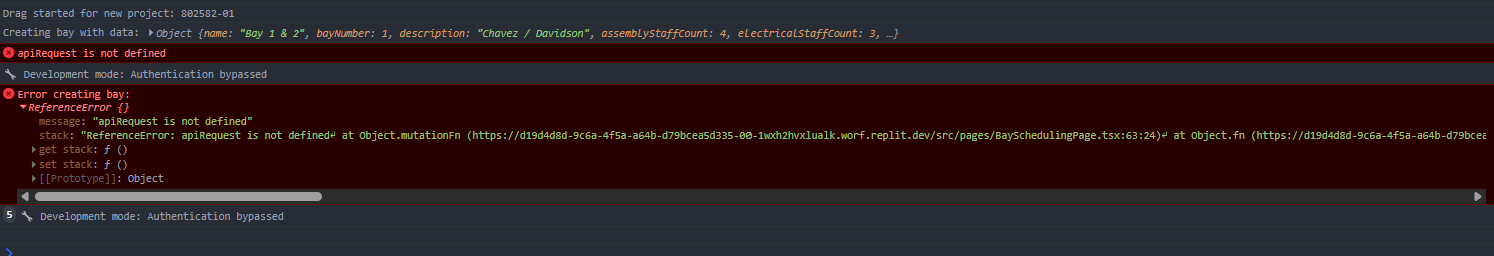 Drag started for new project: 802582-01
Creating bay with data: Object {name: "Bay 1 & 2", bayNumber: 1, description: "Chavez / Davidson", assemblyStaffCount: 4, electricalStaffCount: 3, …}
apiRequest is not defined
Development mode: Authentication bypassed
Error creating bay:
ReferenceError {}
message: "apiRequest is not defined"
stack: "ReferenceError: apiRequest is not defined↵ at Object.mutationFn (https://d19d4d8d-9c6a-4f5a-a64b-d79bcea5d335-00-1wxh2hvxlualk.worf.replit.dev/src/pages/BaySchedulingPage.tsx:63:24)↵ at Object.fn (https://d19d4d8d-9c6a-4f5a-a64b-d79bcea
get stack: ƒ ()
set stack: ƒ ()
[[Prototype]]: Object
5 Development mode: Authentication bypassed